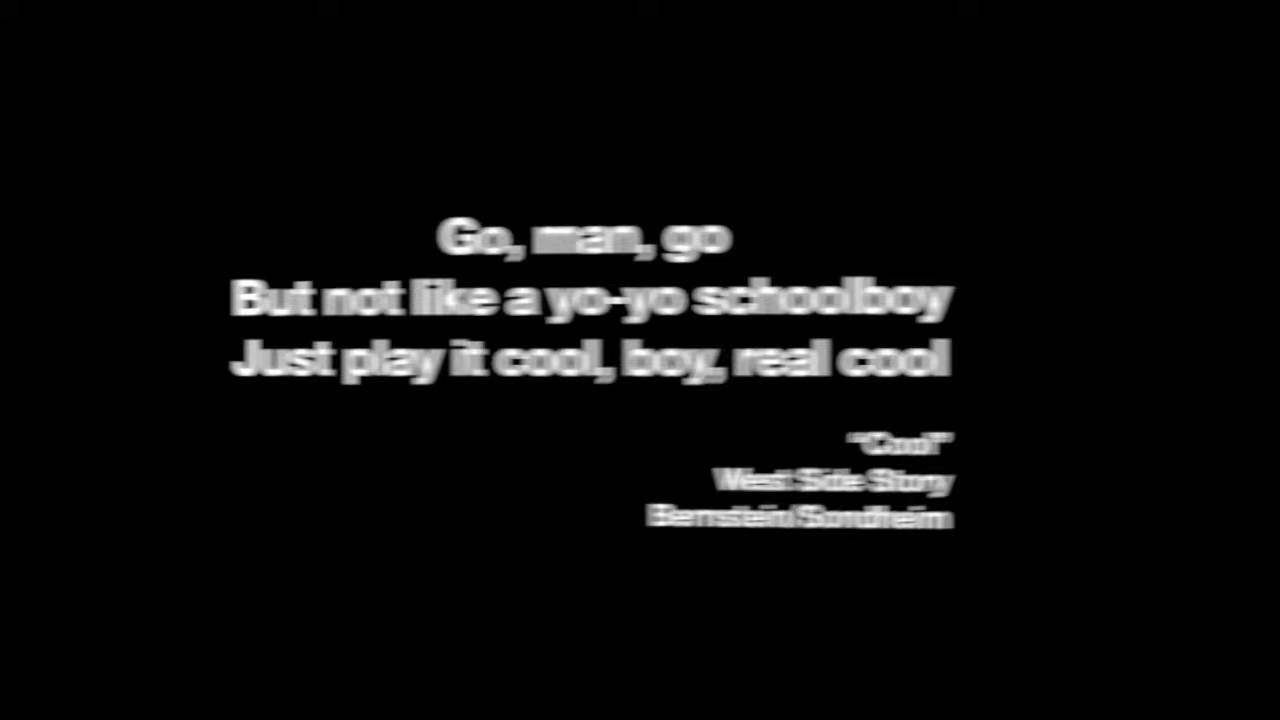 Go, man, go
But not like a yo-yo schoolboy
Just play it cool, boy, real cool
"Cool"
West Side Story
Bernstein/Sondheim